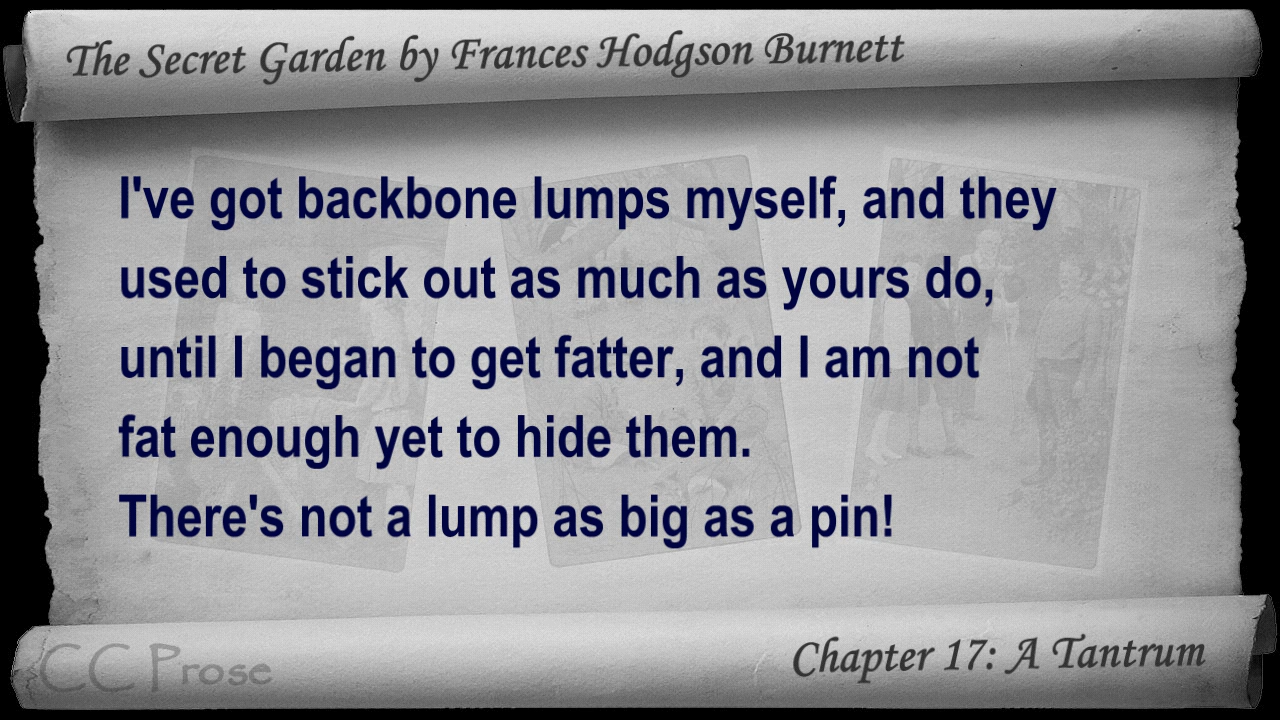 The Secret Garden by Frances Hodgson Burnett
I've got backbone lumps myself, and they
used to stick out as much as yours do,
until I began to get fatter, and I am not
fat enough yet to hide them.
There's not a lump as big as a pin!
CC Prose
Chapter 17: A Tantrum